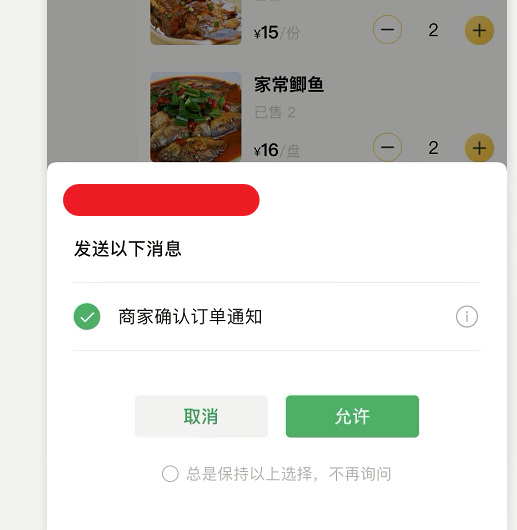 ¥15/份
2
家常鲫鱼
已售 2
¥16/盘
2
发送以下消息
商家确认订单通知
取消
允许
总是保持以上选择，不再询问